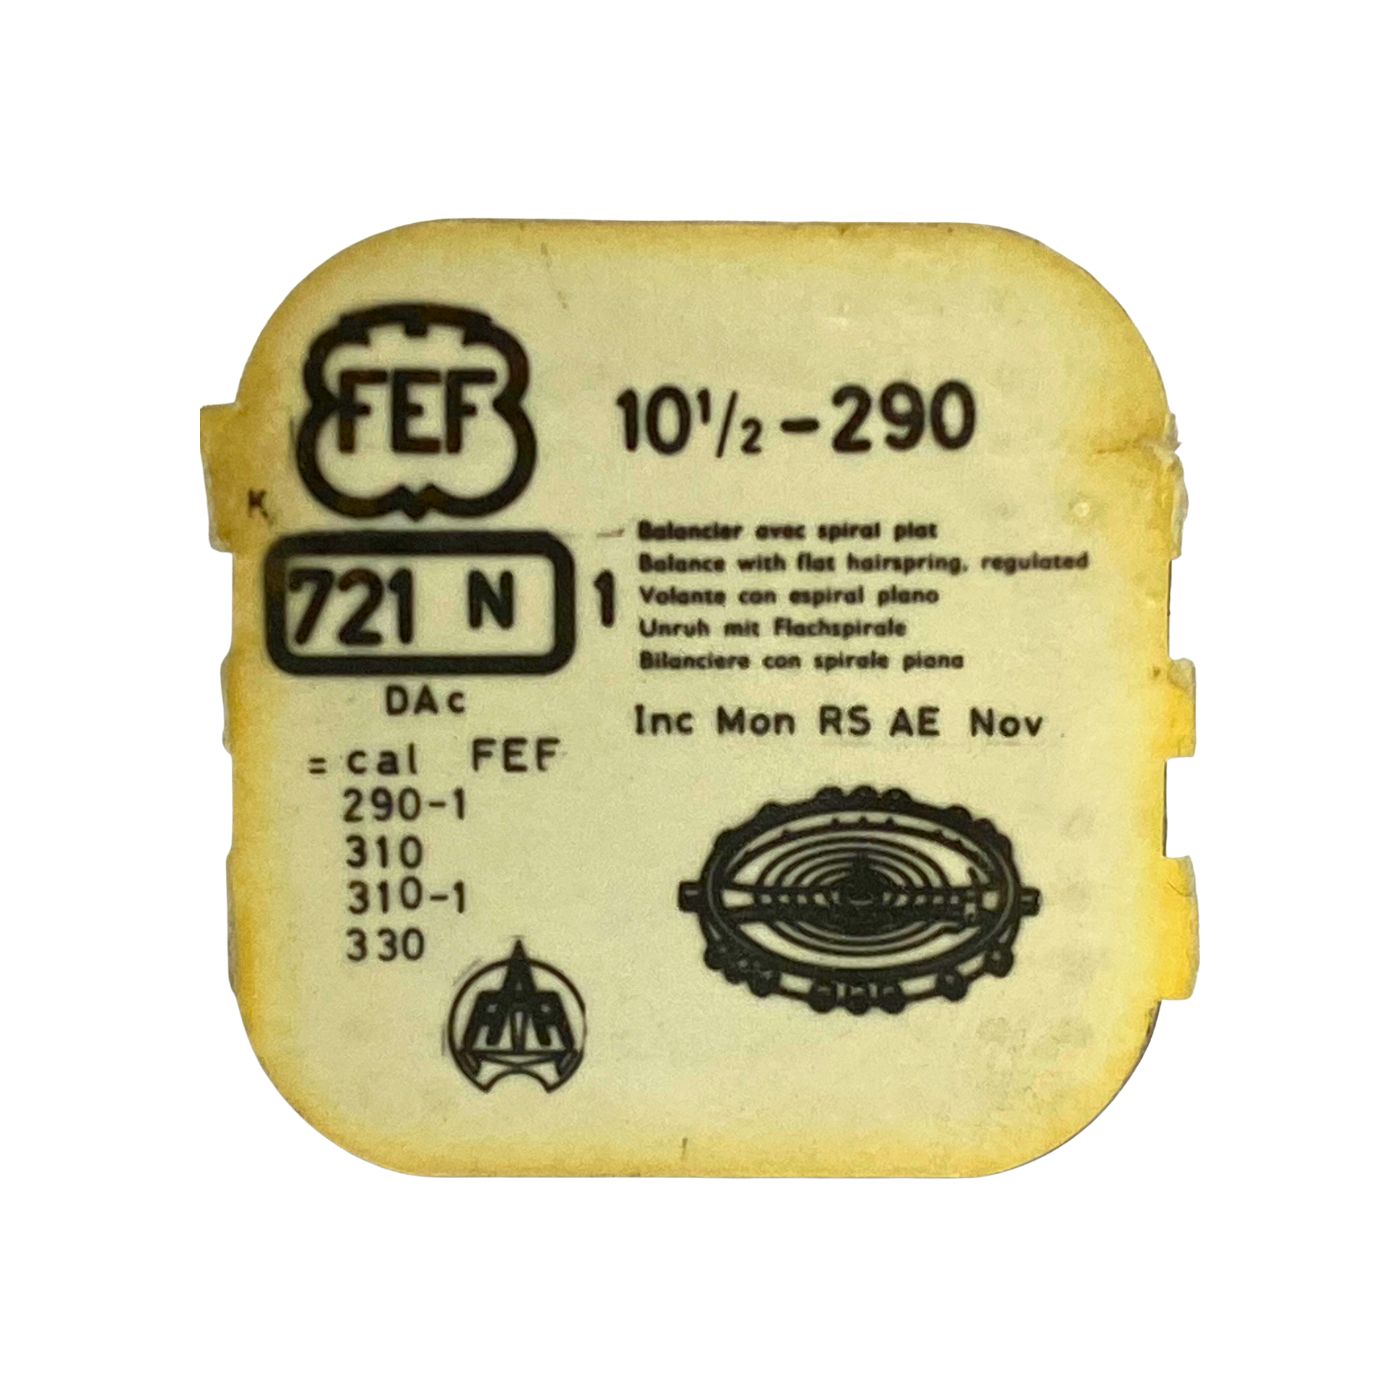 FEF
10 1/2 - 290
K
721 N 1
Balancier avec spiral plat
Balance with flat hairspring, regulated
Volante con espiral plano
Unruh mit Flachspirale
Bilanciere con spirale piana
DAc
Inc Mon RS AE Nov
= cal FEF
290-1
310
310-1
330